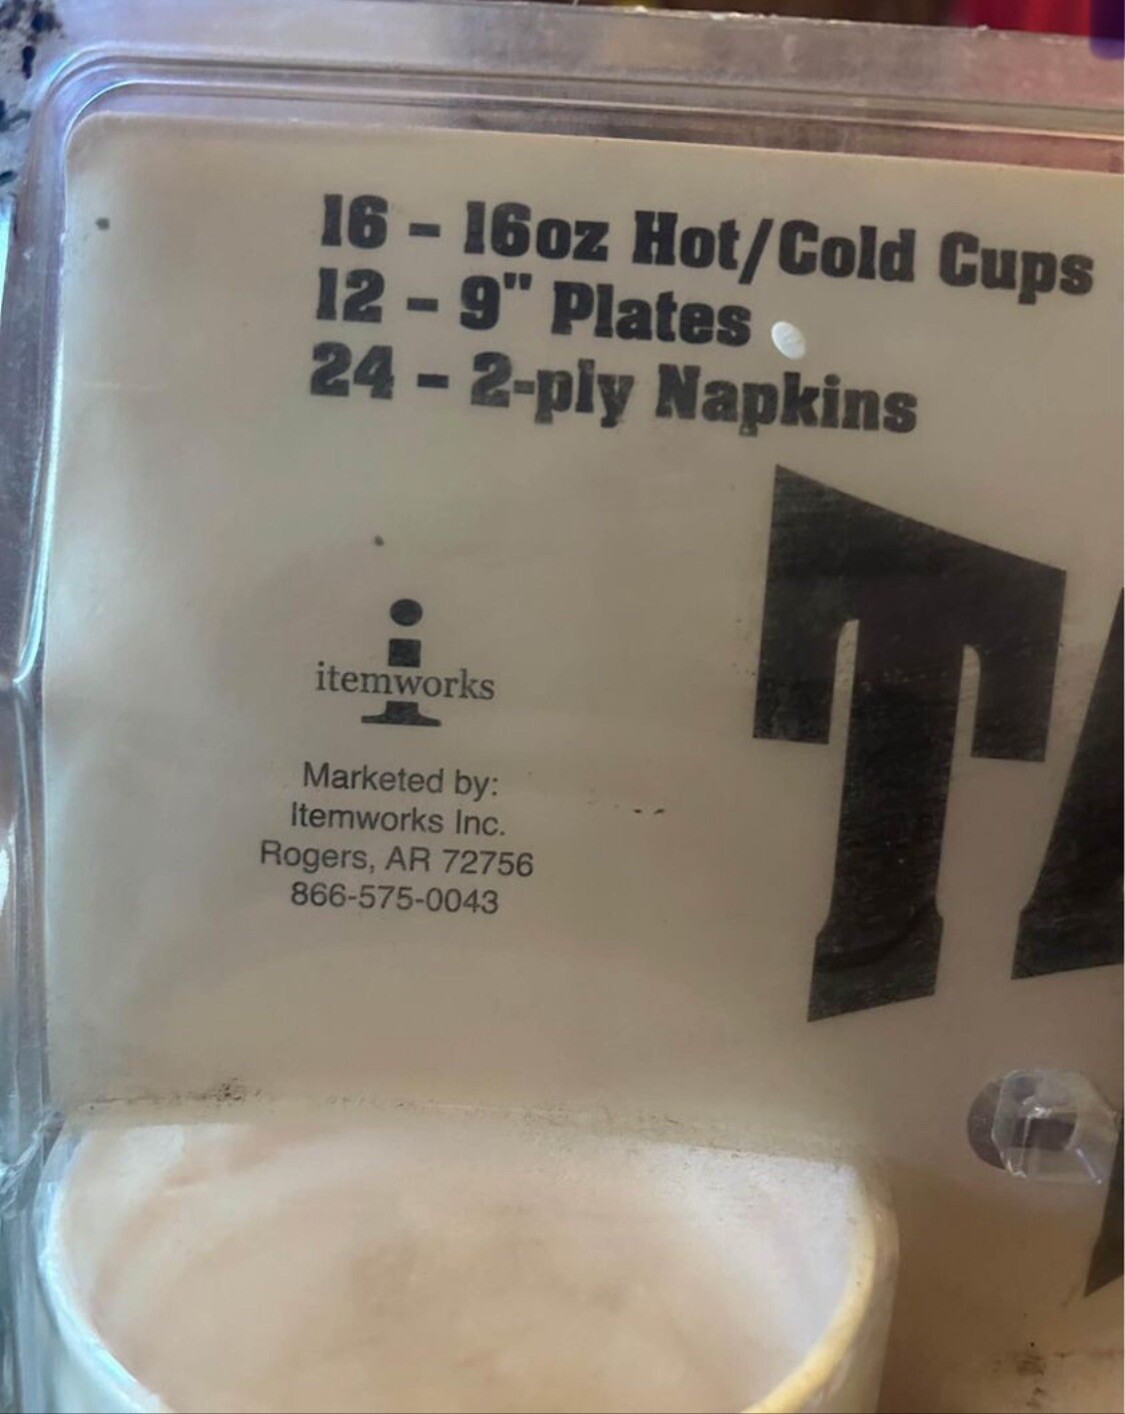 16 - 16oz Hot/Cold Cups
12 - 9" Plates
24 - 2-ply Napkins
itemworks
Marketed by:
Itemworks Inc.
Rogers, AR 72756
866-575-0043